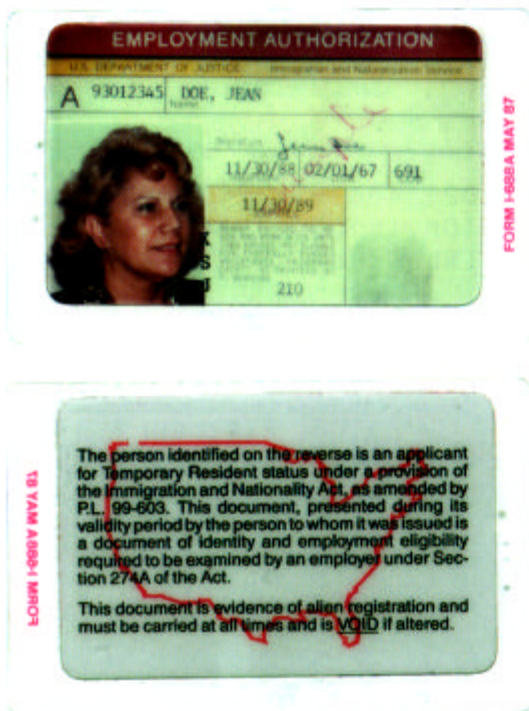 EMPLOYMENT AUTHORIZATION
U.S. DEPARTMENT OF JUSTICE Immigration and Naturalization Service
A 93012345 DOE, JEAN
Name
Signature
11/30/88 02/01/67 691
11/30/89
210
FORM I-688A MAY 87
The person identified on the reverse is an applicant
for Temporary Resident status under a provision of
the Immigration and Nationality Act, as amended by
P.L. 99-603. This document, presented during its
validity period by the person to whom it was issued is
a document of identity and employment eligibility
required to be examined by an employer under Sec-
tion 274A of the Act.
This document is evidence of alien registration and
must be carried at all times and is VOID if altered.
FORM I-688A MAY 87